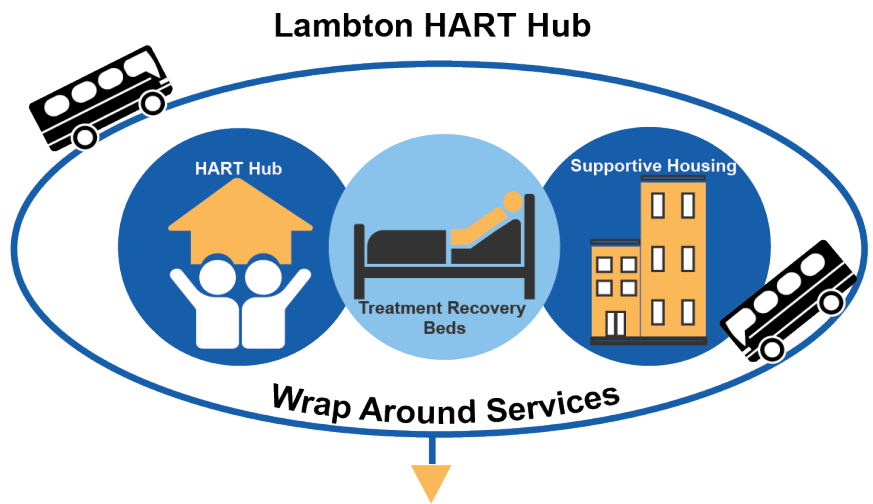 Lambton HART Hub
HART Hub
Supportive Housing
Treatment Recovery
Beds
Wrap Around Services